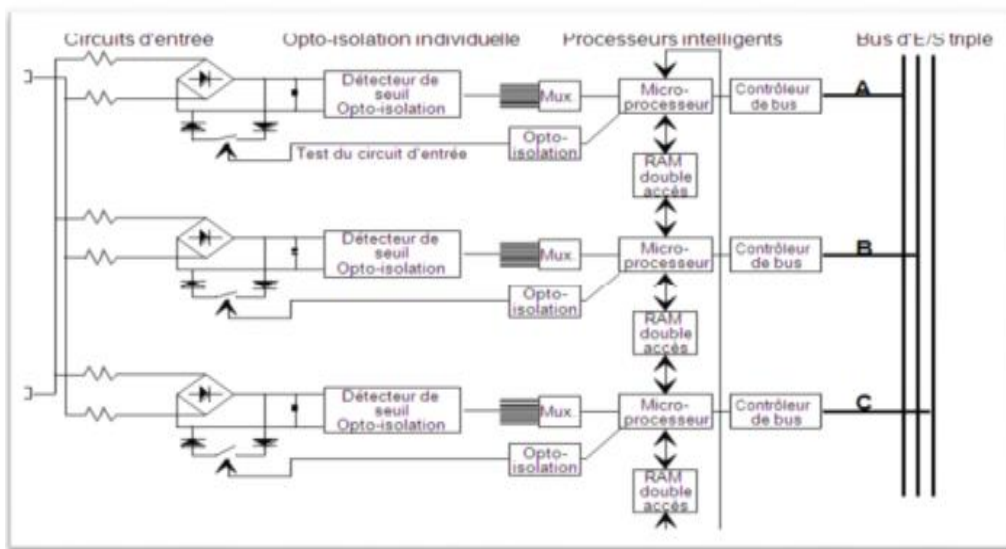 Circuits d'entrée
Opto-isolation individuelle
Processeurs intelligents
Bus d'E/S triple
Détecteur de
seuil
Opto-isolation
Mux.
Micro-
processeur
Contrôleur
de bus
A
Opto-
isolation
Test du circuit d'entrée
RAM
double
accès
Détecteur de
seuil
Opto-isolation
Mux.
Micro-
processeur
Contrôleur
de bus
B
Opto-
isolation
RAM
double
accès
Détecteur de
seuil
Opto-isolation
Mux.
Micro-
processeur
Contrôleur
de bus
C
Opto-
isolation
RAM
double
accès